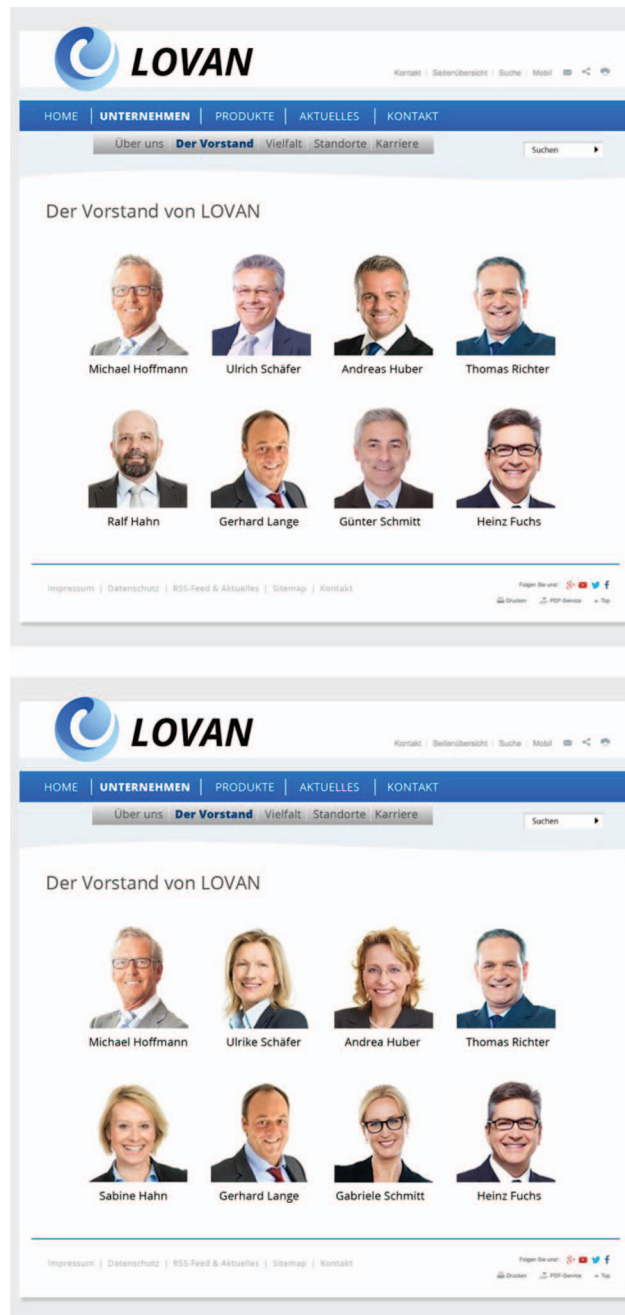 LOVAN
Kontakt | Seitenübersicht | Suche | Mobil
HOME | UNTERNEHMEN | PRODUKTE | AKTUELLES | KONTAKT
Über uns | Der Vorstand | Vielfalt | Standorte | Karriere
Suchen
Der Vorstand von LOVAN
Michael Hoffmann Ulrich Schäfer Andreas Huber Thomas Richter
Ralf Hahn Gerhard Lange Günter Schmitt Heinz Fuchs
Impressum | Datenschutz | RSS-Feed & Aktuelles | Sitemap | Kontakt
Folgen Sie uns!
Drucken PDF-Service Top
LOVAN
Kontakt | Seitenübersicht | Suche | Mobil
HOME | UNTERNEHMEN | PRODUKTE | AKTUELLES | KONTAKT
Über uns | Der Vorstand | Vielfalt | Standorte | Karriere
Suchen
Der Vorstand von LOVAN
Michael Hoffmann Ulrike Schäfer Andrea Huber Thomas Richter
Sabine Hahn Gerhard Lange Gabriele Schmitt Heinz Fuchs
Impressum | Datenschutz | RSS-Feed & Aktuelles | Sitemap | Kontakt
Folgen Sie uns!
Drucken PDF-Service Top